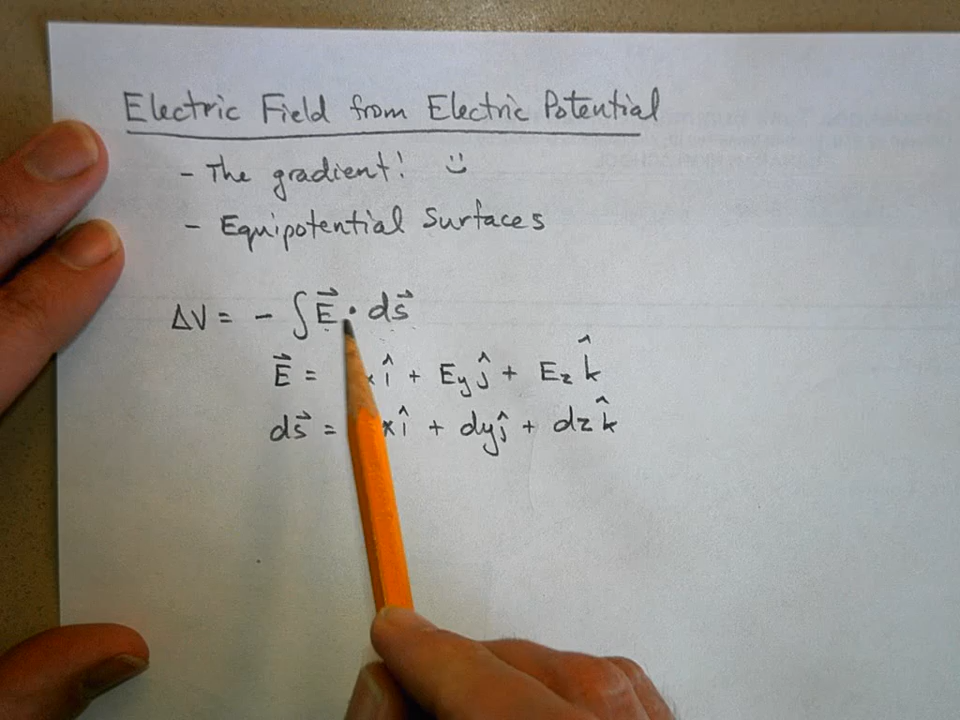 Electric Field from Electric Potential
- The gradient! :)
- Equipotential Surfaces
ΔV = - ∫ E⃗ · ds⃗
E⃗ = x î + Ey ĵ + Ez k̂
ds⃗ = x î + dy ĵ + dz k̂